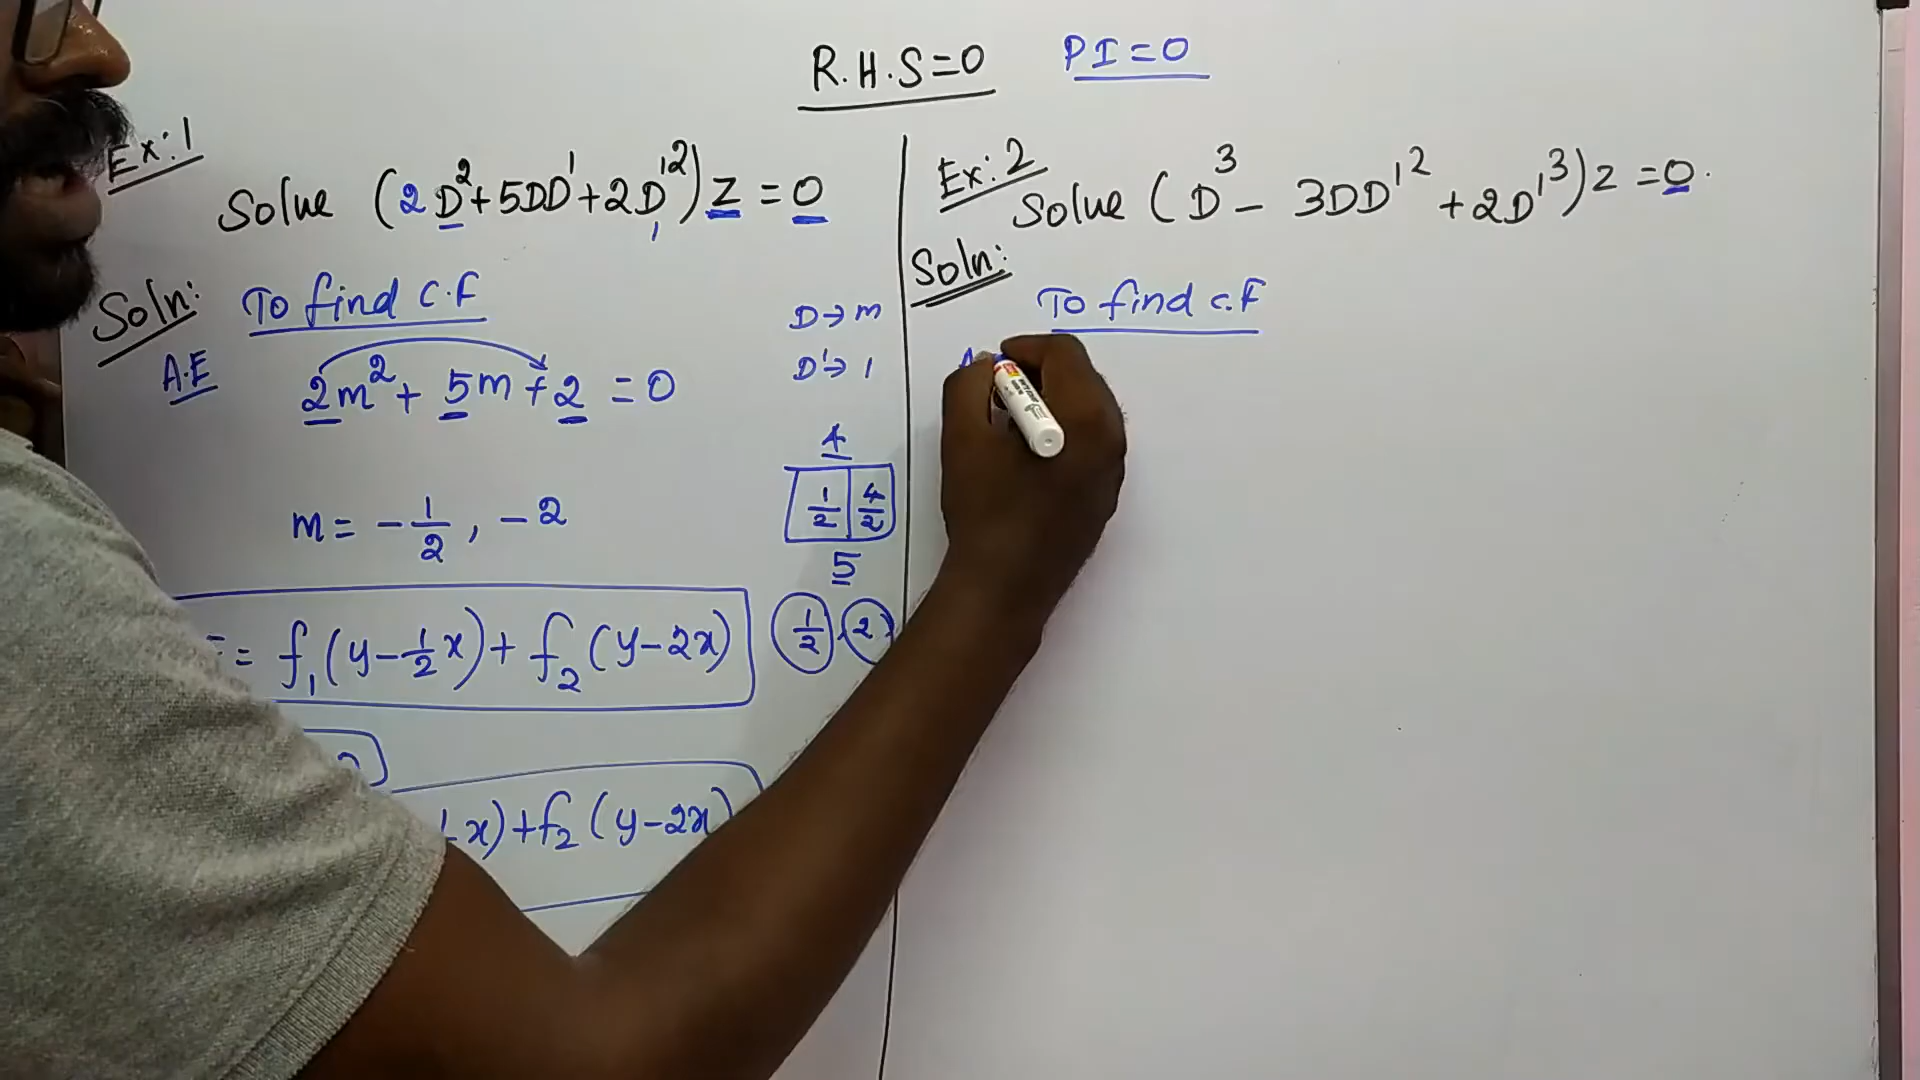 R.H.S=0 PI=0
Ex:1
Solve (2D²+5DD'+2D'²)z = 0
Soln: To find C.F
A.E
2m² + 5m + 2 = 0
D→m
D'→1
4
1/2 | 4/2
5
m = -1/2, -2
= f₁(y-1/2x)+f₂(y-2x)
1/2, 2
x)+f₂(y-2x)
Ex:2
Solve (D³ - 3DD'² + 2D'³)z = 0.
Soln:
To find C.F
A